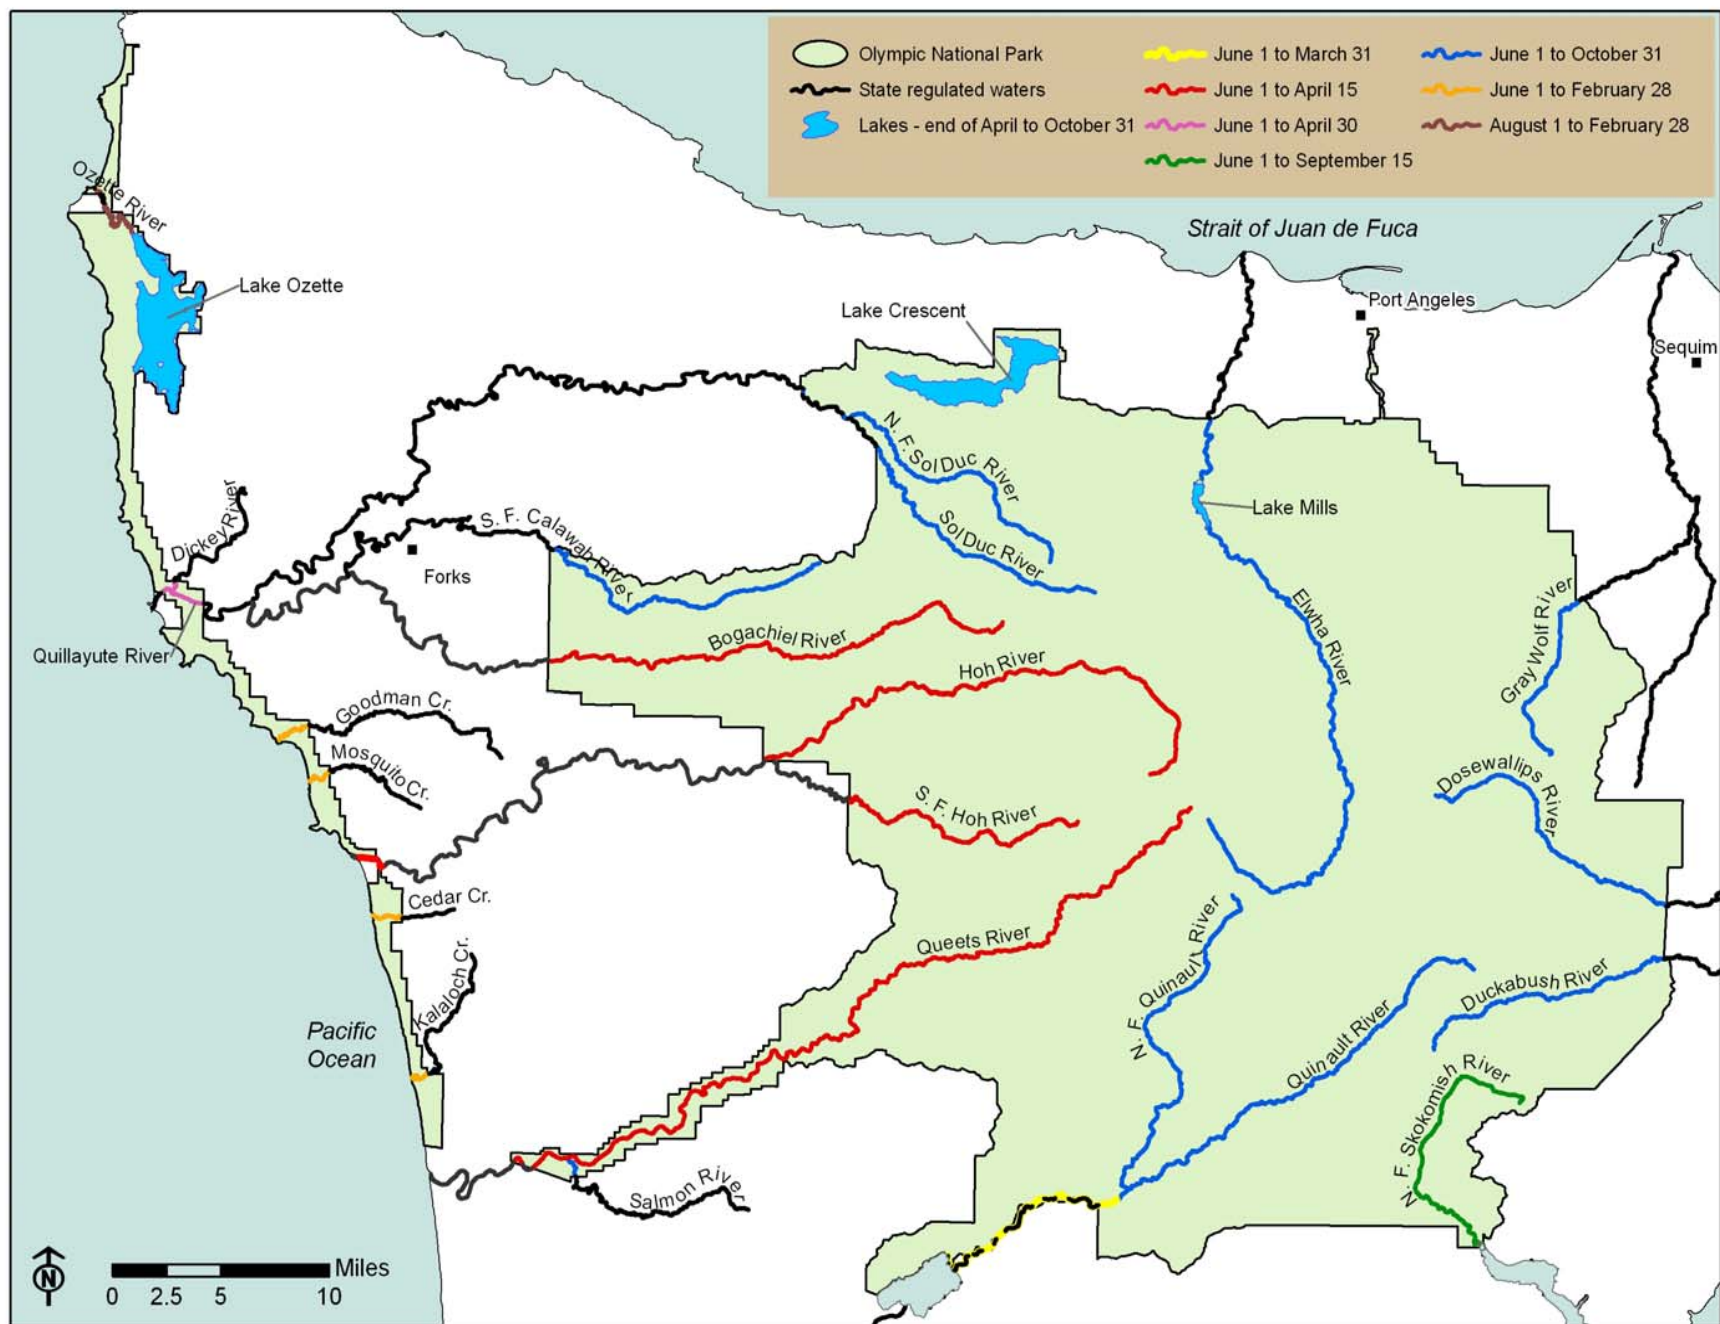 Olympic National Park
State regulated waters
Lakes - end of April to October 31
June 1 to March 31
June 1 to April 15
June 1 to April 30
June 1 to September 15
June 1 to October 31
June 1 to February 28
August 1 to February 28
Ozette River
Strait of Juan de Fuca
Lake Ozette
Port Angeles
Lake Crescent
Sequim
N. F. Sol Duc River
Dickey River
S. F. Calawah River
Sol Duc River
Lake Mills
Forks
Elwha River
Gray Wolf River
Bogachiel River
Quillayute River
Hoh River
Goodman Cr.
Mosquito Cr.
Dosewallips River
S. F. Hoh River
Cedar Cr.
Queets River
N. F. Quinault River
Kalaloch Cr.
Duckabush River
Pacific
Ocean
Quinault River
N. F. Skokomish River
Salmon River
N
Miles
0 2.5 5 10